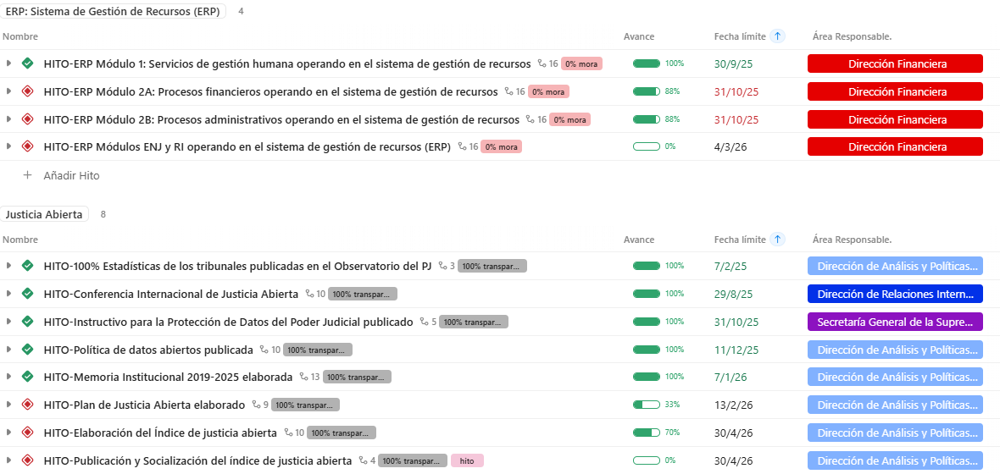 ERP: Sistema de Gestión de Recursos (ERP) 4
Nombre Avance Fecha límite ↑ Área Responsable.
HITO-ERP Módulo 1: Servicios de gestión humana operando en el sistema de gestión de recursos 16 0% mora 100% 30/9/25 Dirección Financiera
HITO-ERP Módulo 2A: Procesos financieros operando en el sistema de gestión de recursos 16 0% mora 88% 31/10/25 Dirección Financiera
HITO-ERP Módulo 2B: Procesos administrativos operando en el sistema de gestión de recursos 16 0% mora 88% 31/10/25 Dirección Financiera
HITO-ERP Módulos ENJ y RI operando en el sistema de gestión de recursos (ERP) 16 0% mora 0% 4/3/26 Dirección Financiera
+ Añadir Hito
Justicia Abierta 8
Nombre Avance Fecha límite ↑ Área Responsable.
HITO-100% Estadísticas de los tribunales publicadas en el Observatorio del PJ 3 100% transpar... 100% 7/2/25 Dirección de Análisis y Políticas...
HITO-Conferencia Internacional de Justicia Abierta 10 100% transpar... 100% 29/8/25 Dirección de Relaciones Intern...
HITO-Instructivo para la Protección de Datos del Poder Judicial publicado 5 100% transpar... 100% 31/10/25 Secretaría General de la Supre...
HITO-Política de datos abiertos publicada 10 100% transpar... 100% 11/12/25 Dirección de Análisis y Políticas...
HITO-Memoria Institucional 2019-2025 elaborada 13 100% transpar... 100% 7/1/26 Dirección de Análisis y Políticas...
HITO-Plan de Justicia Abierta elaborado 9 100% transpar... 33% 13/2/26 Dirección de Análisis y Políticas...
HITO-Elaboración del Índice de justicia abierta 10 100% transpar... 70% 30/4/26 Dirección de Análisis y Políticas...
HITO-Publicación y Socialización del índice de justicia abierta 4 100% transpar... hito 0% 30/4/26 Dirección de Análisis y Políticas...